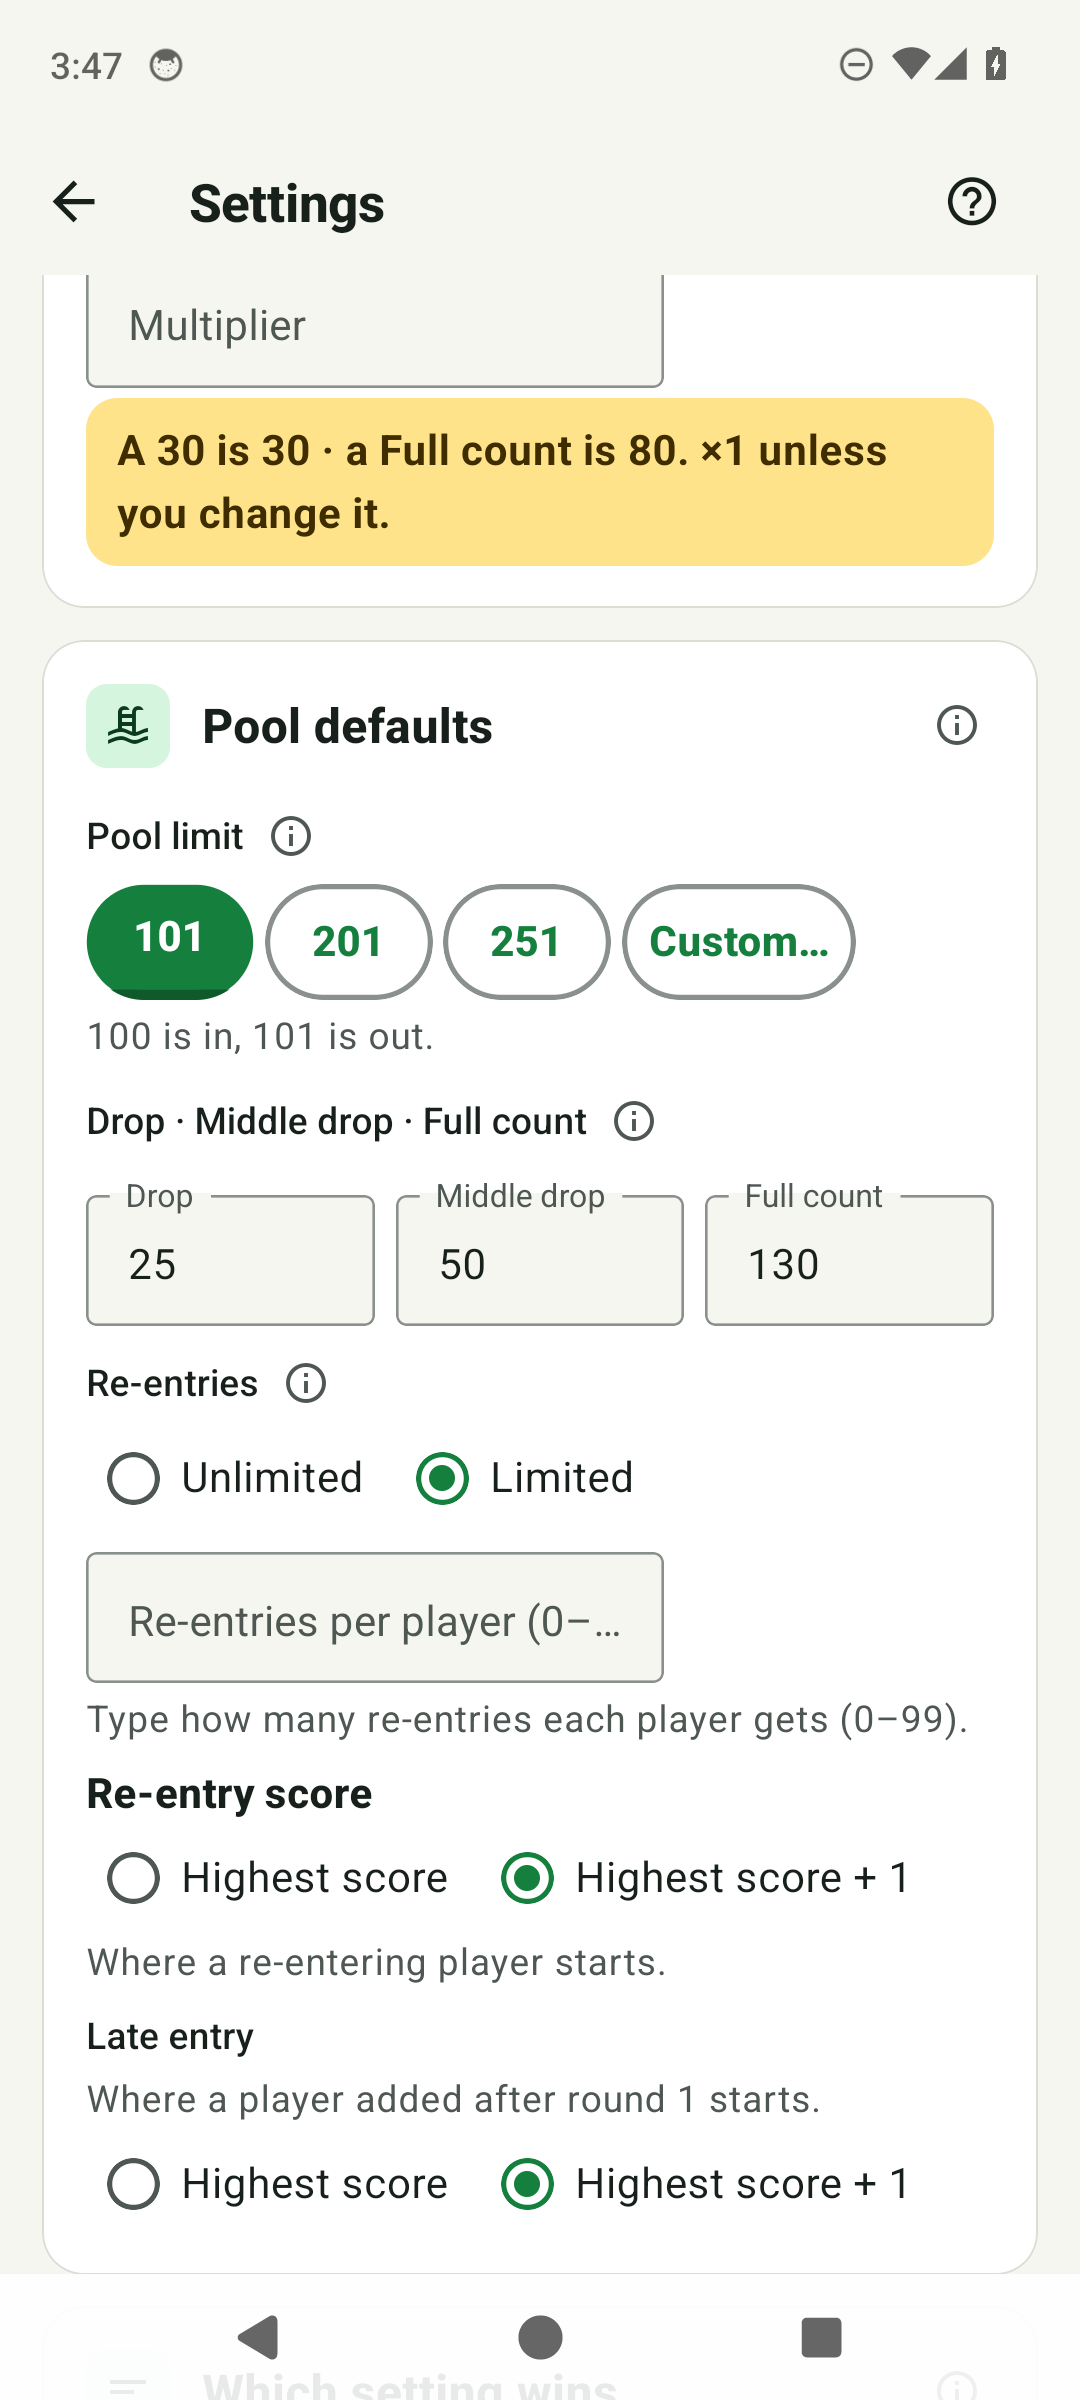 3:47
Settings
Multiplier
A 30 is 30 · a Full count is 80. ×1 unless
you change it.
Pool defaults
Pool limit
101 201 251 Custom...
100 is in, 101 is out.
Drop · Middle drop · Full count
Drop Middle drop Full count
25 50 130
Re-entries
Unlimited Limited
Re-entries per player (0–...
Type how many re-entries each player gets (0–99).
Re-entry score
Highest score Highest score + 1
Where a re-entering player starts.
Late entry
Where a player added after round 1 starts.
Highest score Highest score + 1
Which setting wins